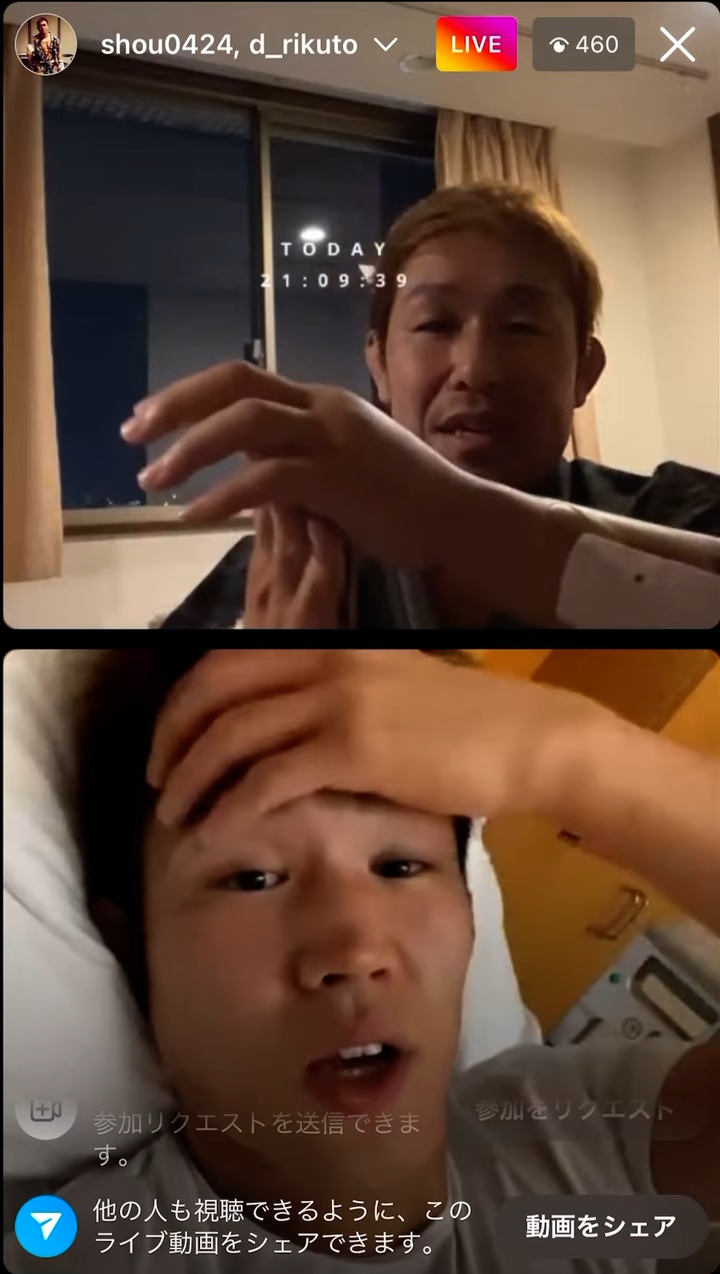 shou0424, d_rikuto
LIVE
460
TODAY
21:09:39
参加リクエストを送信できま
す。
参加をリクエスト
他の人も視聴できるように、この
ライブ動画をシェアできます。
動画をシェア